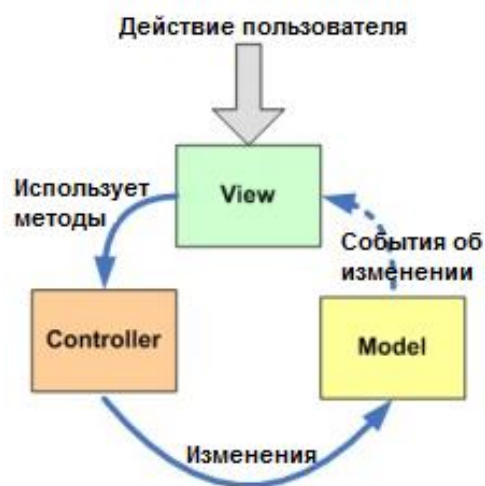 Действие пользователя
View
Использует
методы
События об
изменении
Controller
Model
Изменения